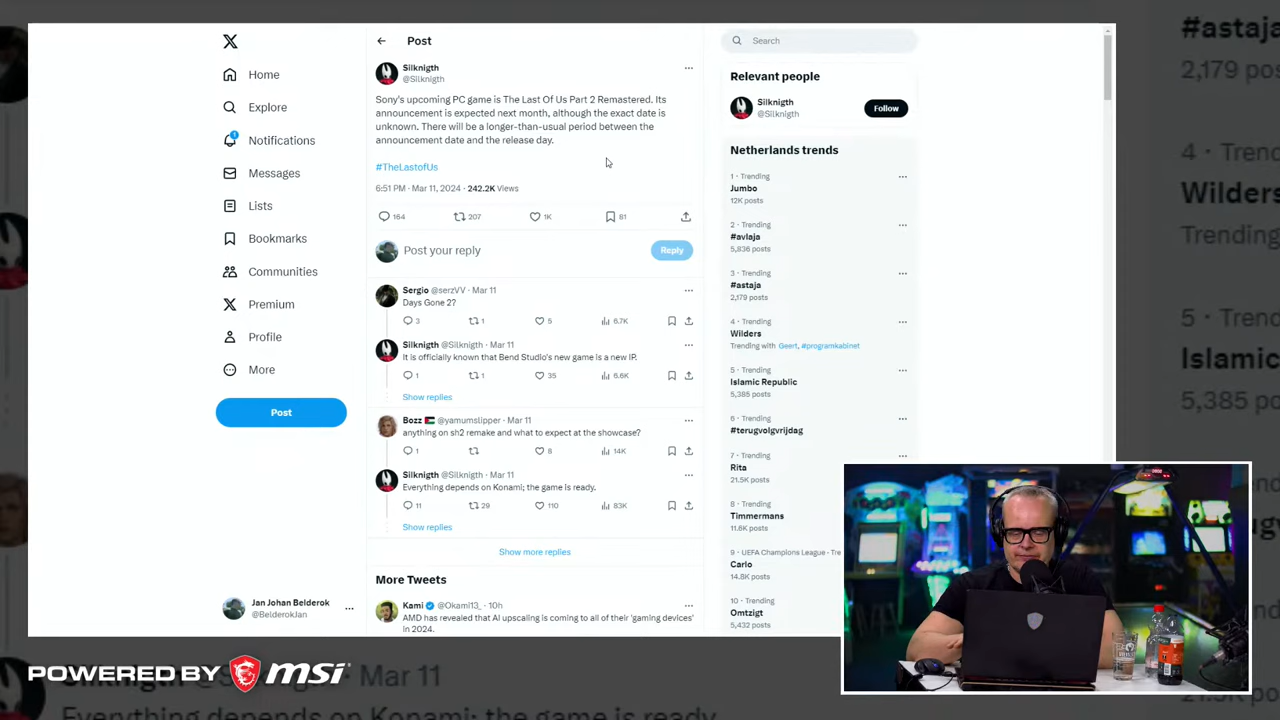 Post
Search
Silknigth
@Silknigth
Sony's upcoming PC game is The Last Of Us Part 2 Remastered. Its
announcement is expected next month, although the exact date is
unknown. There will be a longer-than-usual period between the
announcement date and the release day.
#TheLastofUs
6:51 PM · Mar 11, 2024 · 242.2K Views
164 207 1K 81
Post your reply
Reply
Sergio @serzVV · Mar 11
Days Gone 2?
3 1 5 6.7K
Silknigth @Silknigth · Mar 11
It is officially known that Bend Studio's new game is a new IP.
1 1 35 6.6K
Show replies
Bozz 🇵🇸 @yamumslipper · Mar 11
anything on sh2 remake and what to expect at the showcase?
1 8 14K
Silknigth @Silknigth · Mar 11
Everything depends on Konami; the game is ready.
11 29 110 83K
Show replies
Show more replies
More Tweets
Kami @Okami13_ · 10h
AMD has revealed that AI upscaling is coming to all of their 'gaming devices'
in 2024.
Home
Explore
1
Notifications
Messages
Lists
Bookmarks
Communities
Premium
Profile
More
Post
Jan Johan Belderok
@BelderokJan
Relevant people
Silknigth
@Silknigth
Follow
Netherlands trends
1 · Trending
Jumbo
12K posts
2 · Trending
#avlaja
5,836 posts
3 · Trending
#astaja
2,179 posts
4 · Trending
Wilders
Trending with Geert, #programkabinet
5 · Trending
Islamic Republic
5,385 posts
6 · Trending
#terugvolgvrijdag
7 · Trending
Rita
21.5K posts
8 · Trending
Timmermans
11.6K posts
9 · UEFA Champions League · Tre
Carlo
14.8K posts
10 · Trending
Omtzigt
5,432 posts
#astaja
2,179 pos
4 · Trend
Wilders
Trending
5 · Trend
Islamic
5,385 po
POWERED BY msi
Mar 11
Everything depends on Konami; the game is ready.